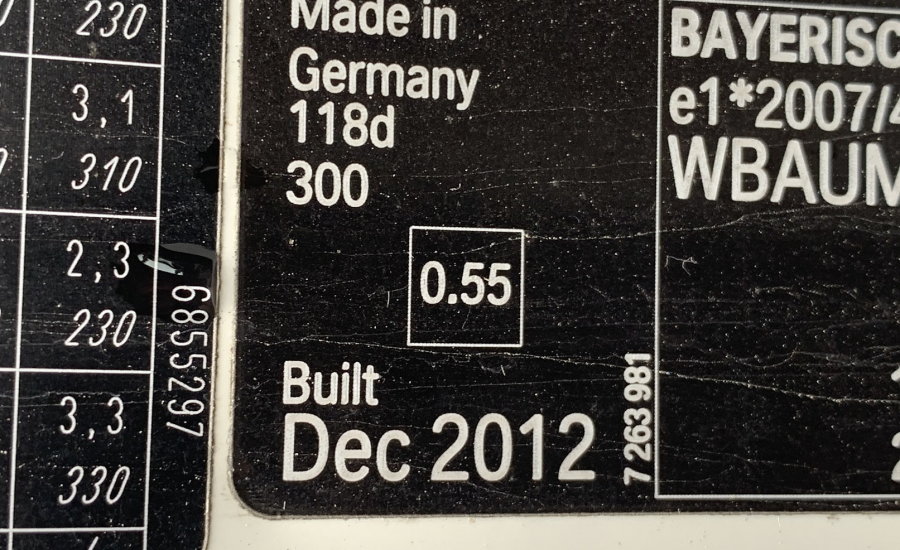 230
3,1
310
2,3
230
3,3
330
6855297
Made in
Germany
118d
300
0.55
Built
Dec 2012
7 263 981
BAYERISC
e1*2007/4
WBAUM